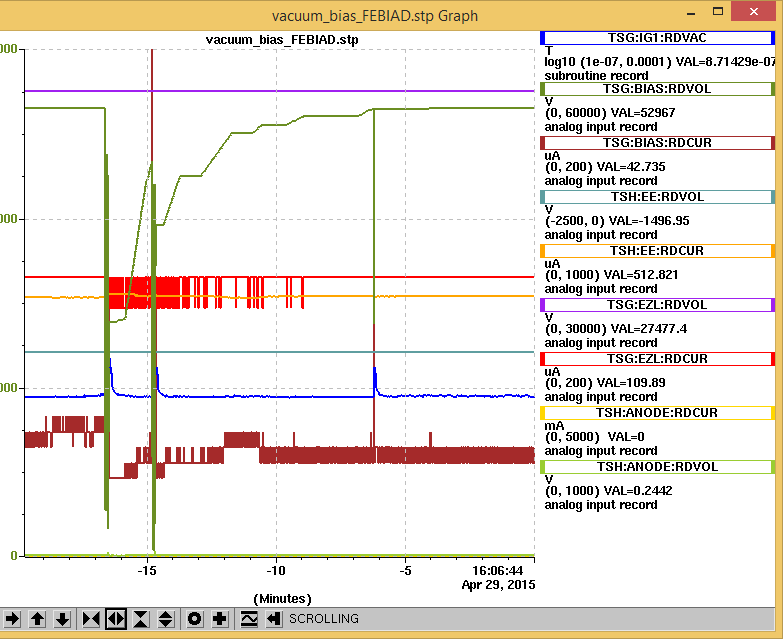 vacuum_bias_FEBIAD.stp Graph
vacuum_bias_FEBIAD.stp
000
000
000
0
-15
-10
-5
16:06:44
Apr 29, 2015
(Minutes)
TSG:IG1:RDVAC
T
log10 (1e-07, 0.0001) VAL=8.71429e-07
subroutine record
TSG:BIAS:RDVOL
V
(0, 60000) VAL=52967
analog input record
TSG:BIAS:RDCUR
uA
(0, 200) VAL=42.735
analog input record
TSH:EE:RDVOL
V
(-2500, 0) VAL=-1496.95
analog input record
TSH:EE:RDCUR
uA
(0, 1000) VAL=512.821
analog input record
TSG:EZL:RDVOL
V
(0, 30000) VAL=27477.4
analog input record
TSG:EZL:RDCUR
uA
(0, 200) VAL=109.89
analog input record
TSH:ANODE:RDCUR
mA
(0, 5000) VAL=0
analog input record
TSH:ANODE:RDVOL
V
(0, 1000) VAL=0.2442
analog input record
SCROLLING